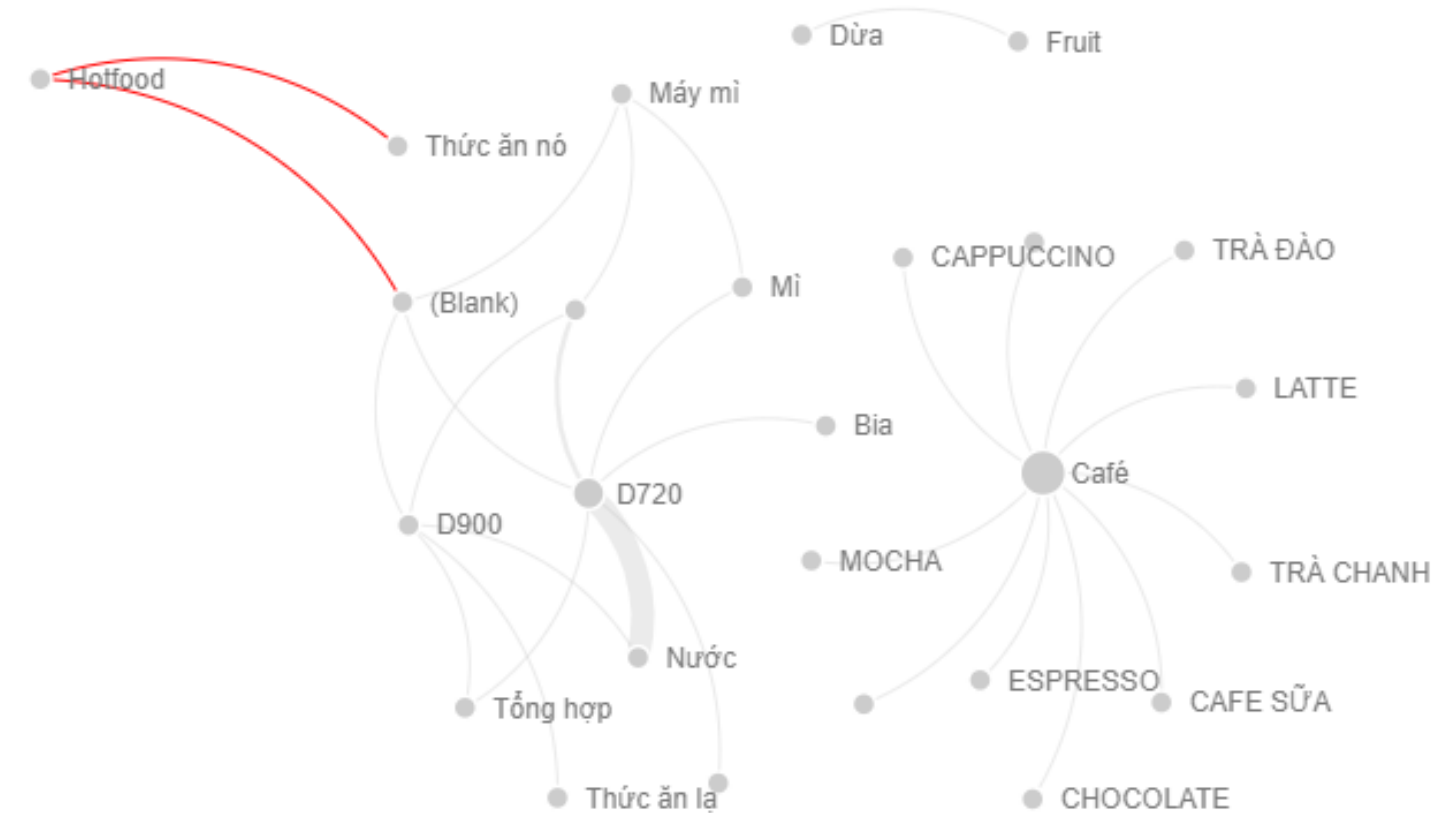 Dừa
Fruit
Hotfood
Máy mì
Thức ăn nó
CAPPUCCINO
TRÀ ĐÀO
(Blank)
Mì
LATTE
Bia
Café
D720
D900
MOCHA
TRÀ CHANH
Nước
ESPRESSO
CAFE SỮA
Tổng hợp
Thức ăn lạ
CHOCOLATE